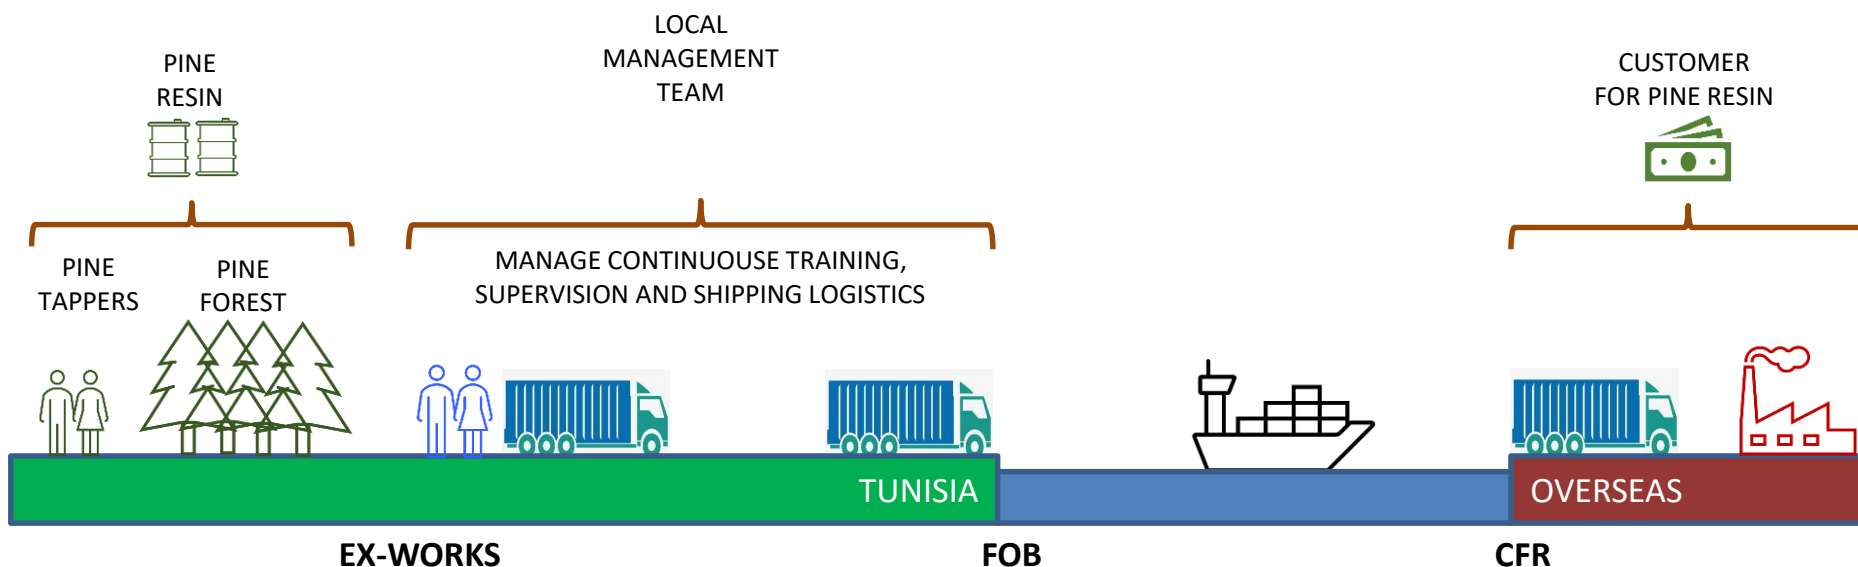 PINE
RESIN
LOCAL
MANAGEMENT
TEAM
CUSTOMER
FOR PINE RESIN
PINE
TAPPERS
PINE
FOREST
MANAGE CONTINUOUSE TRAINING,
SUPERVISION AND SHIPPING LOGISTICS
TUNISIA
OVERSEAS
EX-WORKS
FOB
CFR